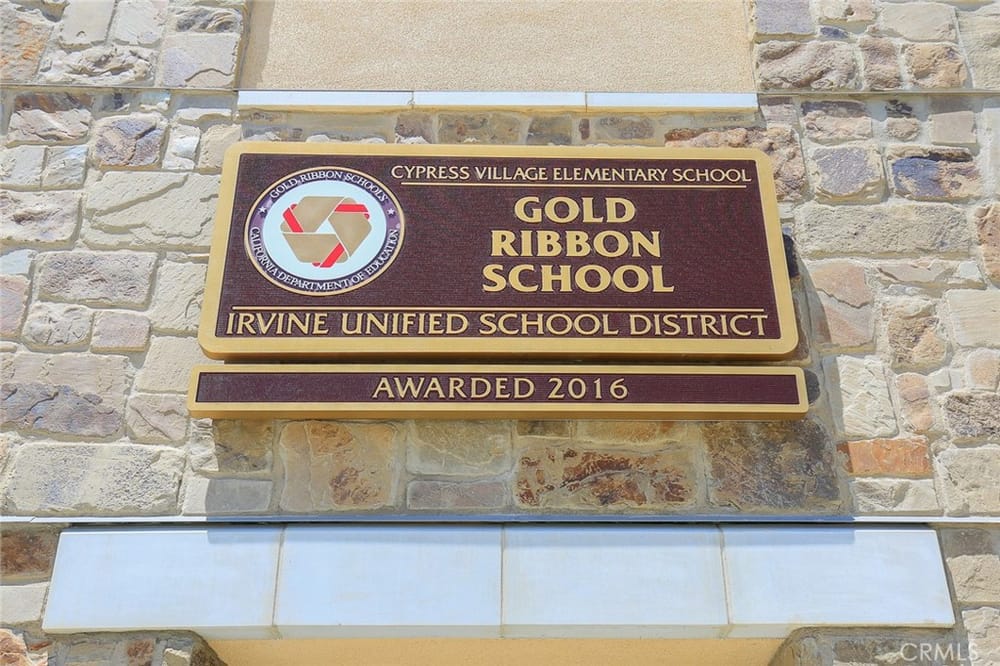 CYPRESS VILLAGE ELEMENTARY SCHOOL
GOLD RIBBON SCHOOLS
CALIFORNIA DEPARTMENT OF EDUCATION
GOLD
RIBBON
SCHOOL
IRVINE UNIFIED SCHOOL DISTRICT
AWARDED 2016
CRMLS